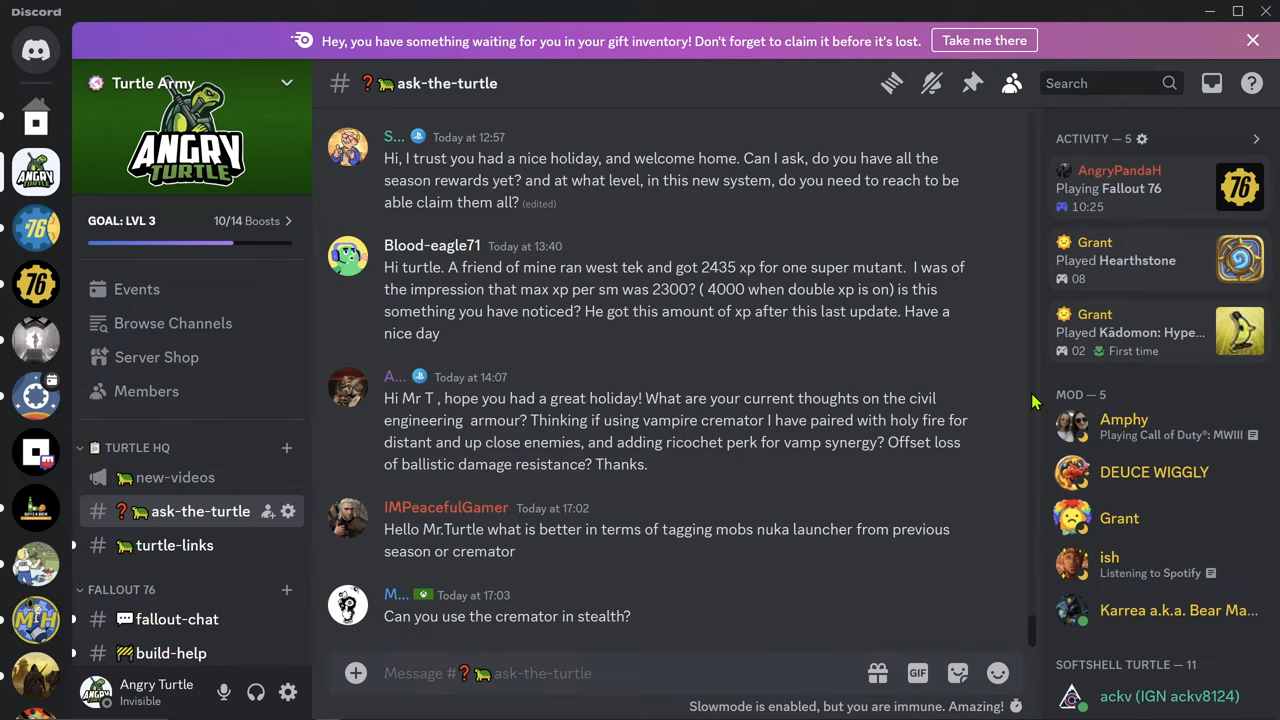 Discord
Hey, you have something waiting for you in your gift inventory! Don't forget to claim it before it's lost.
Take me there
Turtle Army
ANGRY
TURTLE
GOAL: LVL 3
10/14 Boosts
Events
Browse Channels
Server Shop
Members
TURTLE HQ
new-videos
# ❓🐢ask-the-turtle
# 🐢turtle-links
FALLOUT 76
# 💬fallout-chat
# 🚧build-help
Angry Turtle
Invisible
# ❓🐢ask-the-turtle
Search
S... Today at 12:57
Hi, I trust you had a nice holiday, and welcome home. Can I ask, do you have all the
season rewards yet? and at what level, in this new system, do you need to reach to be
able claim them all? (edited)
Blood-eagle71 Today at 13:40
Hi turtle. A friend of mine ran west tek and got 2435 xp for one super mutant.  I was of
the impression that max xp per sm was 2300? ( 4000 when double xp is on) is this
something you have noticed? He got this amount of xp after this last update. Have a
nice day
A... Today at 14:07
Hi Mr T , hope you had a great holiday! What are your current thoughts on the civil
engineering  armour? Thinking if using vampire cremator I have paired with holy fire for
distant and up close enemies, and adding ricochet perk for vamp synergy? Offset loss
of ballistic damage resistance? Thanks.
IMPeacefulGamer Today at 17:02
Hello Mr.Turtle what is better in terms of tagging mobs nuka launcher from previous
season or cremator
M... Today at 17:03
Can you use the cremator in stealth?
Message #❓🐢ask-the-turtle
GIF
Slowmode is enabled, but you are immune. Amazing!
ACTIVITY — 5
AngryPandaH
Playing Fallout 76
10:25
76
Grant
Played Hearthstone
08
Grant
Played Kādomon: Hype...
02 First time
MOD — 5
Amphy
Playing Call of Duty®: MWIII
DEUCE WIGGLY
Grant
ish
Listening to Spotify
Karrea a.k.a. Bear Ma...
SOFTSHELL TURTLE — 11
ackv (IGN ackv8124)